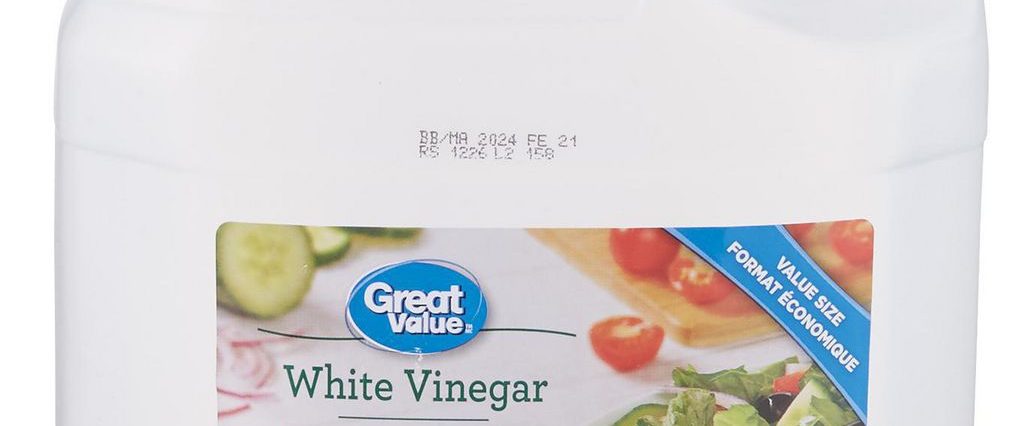 BB/MA 2024 FE 21
RS 1226 L2 158
VALUE SIZE
FORMAT ÉCONOMIQUE
Great
Value
White Vinegar